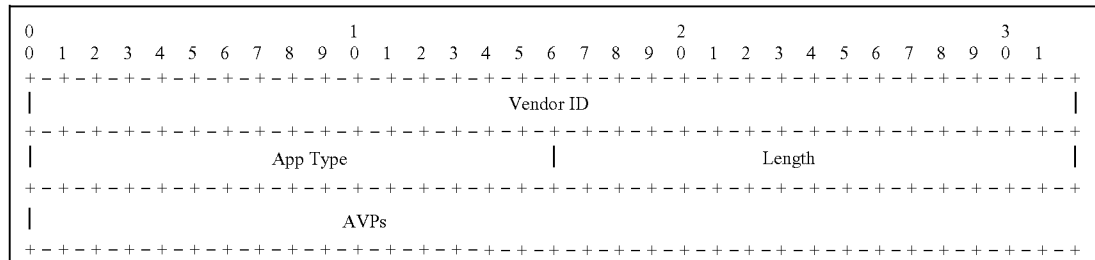 0 1 2 3
0 1 2 3 4 5 6 7 8 9 0 1 2 3 4 5 6 7 8 9 0 1 2 3 4 5 6 7 8 9 0 1
+-+-+-+-+-+-+-+-+-+-+-+-+-+-+-+-+-+-+-+-+-+-+-+-+-+-+-+-+-+-+-+-+
| Vendor ID |
+-+-+-+-+-+-+-+-+-+-+-+-+-+-+-+-+-+-+-+-+-+-+-+-+-+-+-+-+-+-+-+-+
| App Type | Length |
+-+-+-+-+-+-+-+-+-+-+-+-+-+-+-+-+-+-+-+-+-+-+-+-+-+-+-+-+-+-+-+-+
| AVPs
+-+-+-+-+-+-+-+-+-+-+-+-+-+-+-+-+-+-+-+-+-+-+-+-+-+-+-+-+-+-+-+-+